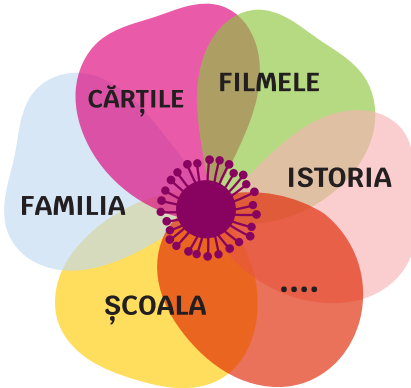 CĂRȚILE
FILMELE
ISTORIA
FAMILIA
ȘCOALA
....